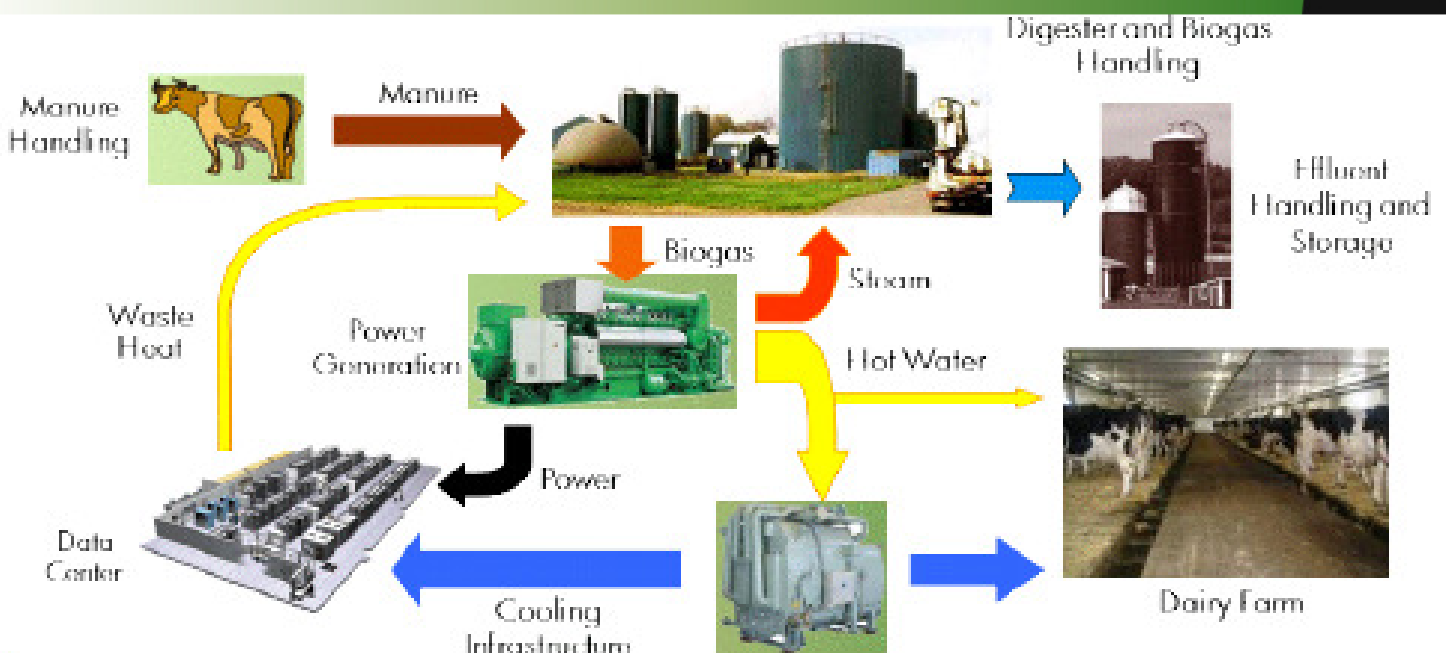 Digester and Biogas
Handling
Manure
Handling
Manure
Effluent
Handling and
Storage
Biogas
Steam
Waste
Heat
Power
Generation
Hot Water
Power
Data
Center
Cooling
Infrastructure
Dairy Farm